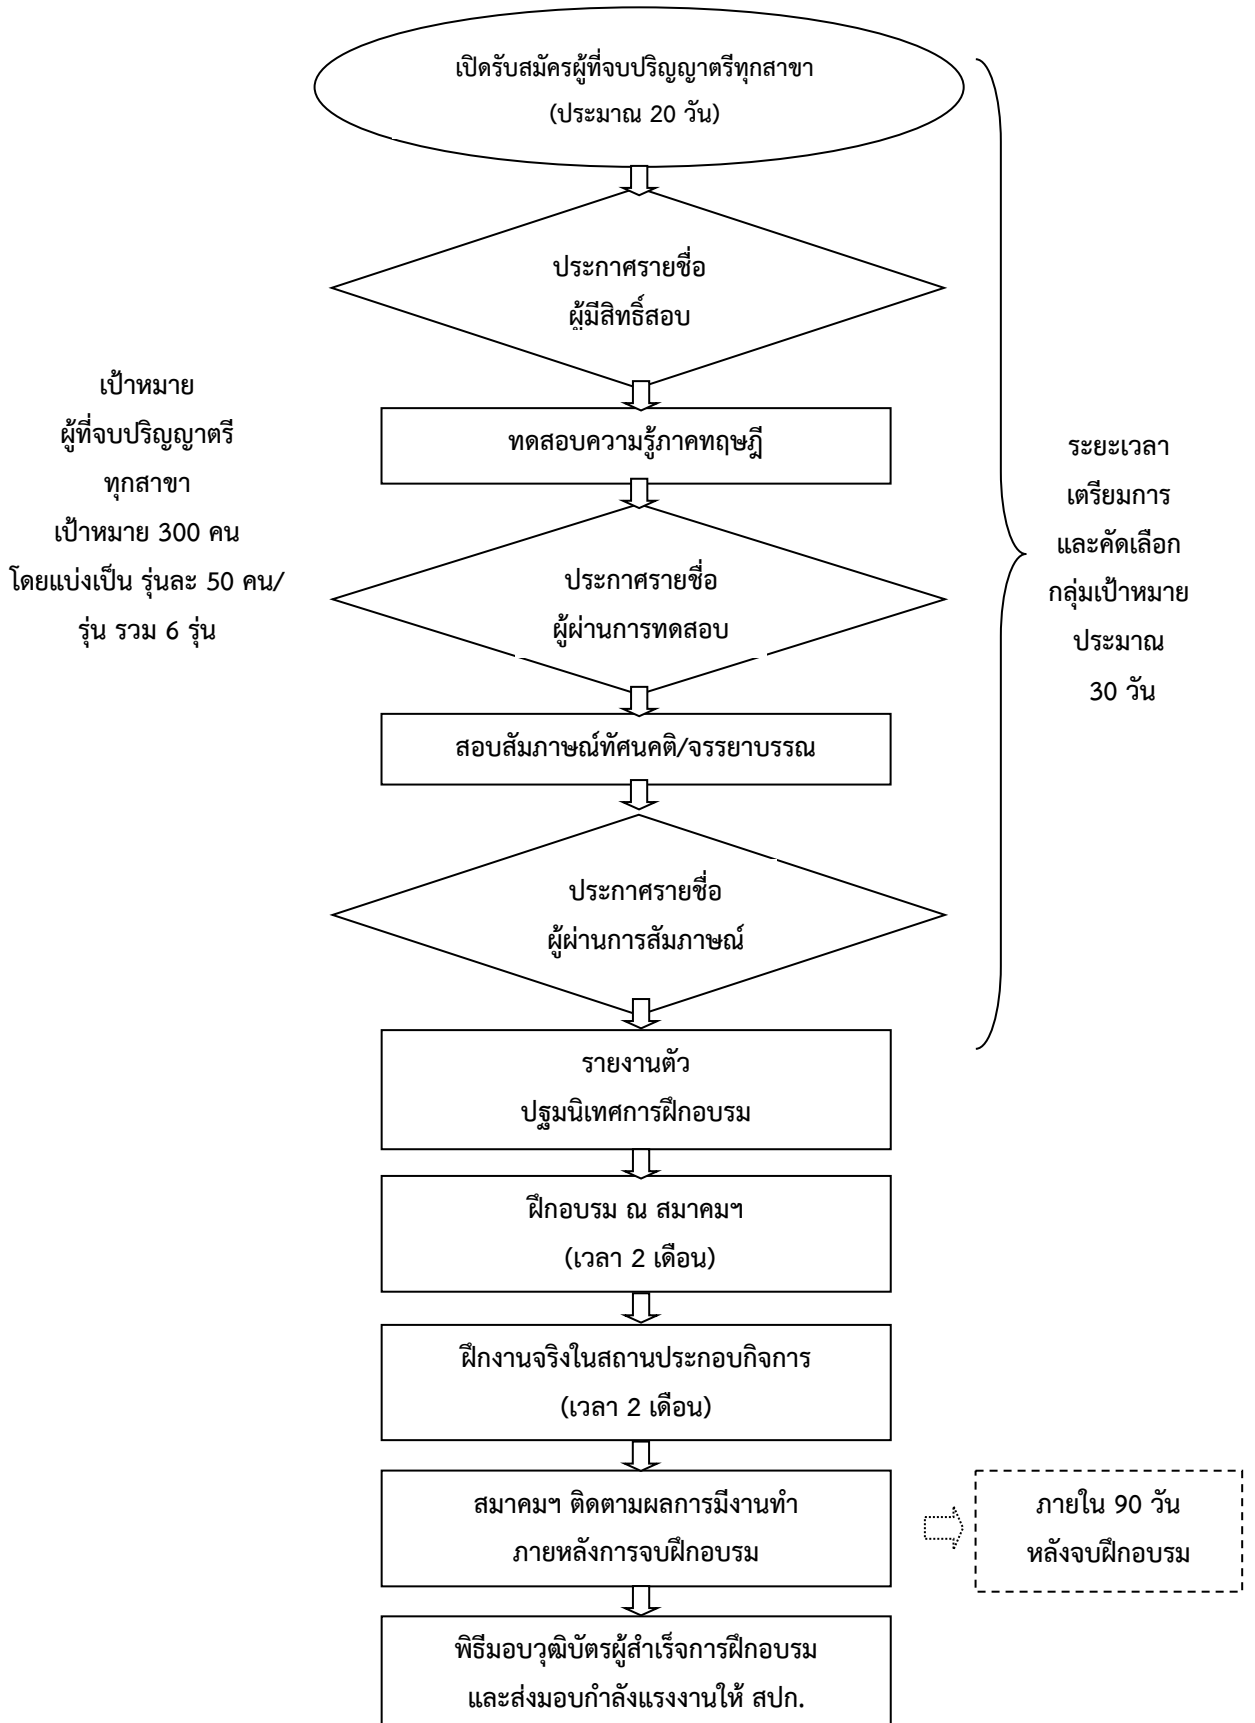 เปิดรับสมัครผู้ที่จบปริญญาตรีทุกสาขา
(ประมาณ 20 วัน)
ประกาศรายชื่อ
ผู้มีสิทธิ์สอบ
เป้าหมาย
ผู้ที่จบปริญญาตรี
ทุกสาขา
เป้าหมาย 300 คน
โดยแบ่งเป็น รุ่นละ 50 คน/
รุ่น รวม 6 รุ่น
ทดสอบความรู้ภาคทฤษฎี
ประกาศรายชื่อ
ผู้ผ่านการทดสอบ
สอบสัมภาษณ์ทัศนคติ/จรรยาบรรณ
ประกาศรายชื่อ
ผู้ผ่านการสัมภาษณ์
ระยะเวลา
เตรียมการ
และคัดเลือก
กลุ่มเป้าหมาย
ประมาณ
30 วัน
รายงานตัว
ปฐมนิเทศการฝึกอบรม
ฝึกอบรม ณ สมาคมฯ
(เวลา 2 เดือน)
ฝึกงานจริงในสถานประกอบกิจการ
(เวลา 2 เดือน)
สมาคมฯ ติดตามผลการมีงานทำ
ภายหลังการจบฝึกอบรม
ภายใน 90 วัน
หลังจบฝึกอบรม
พิธีมอบวุฒิบัตรผู้สำเร็จการฝึกอบรม
และส่งมอบกำลังแรงงานให้ สปก.